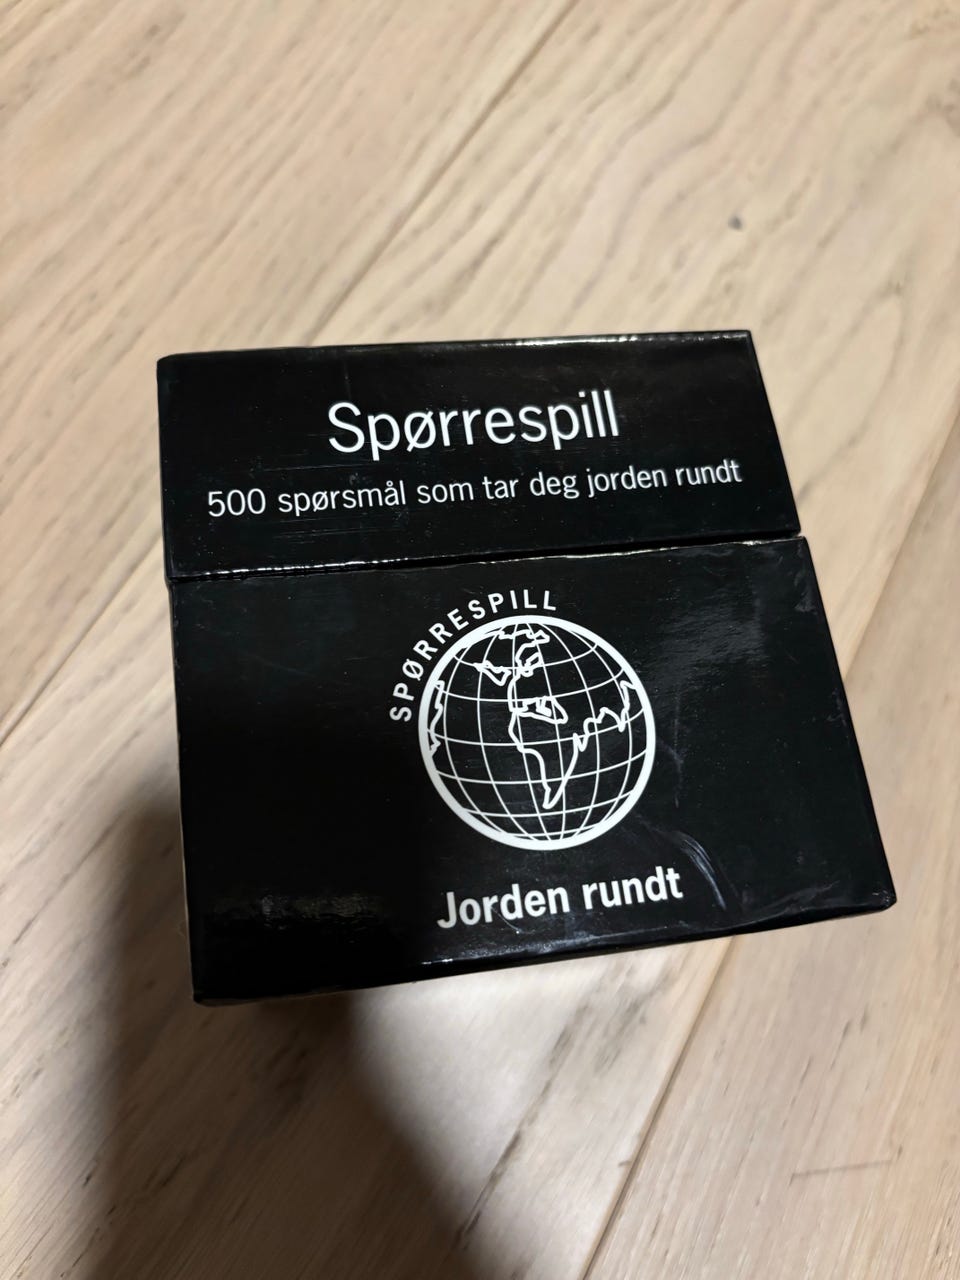 Spørrespill
500 spørsmål som tar deg jorden rundt
SPØRRESPILL
Jorden rundt